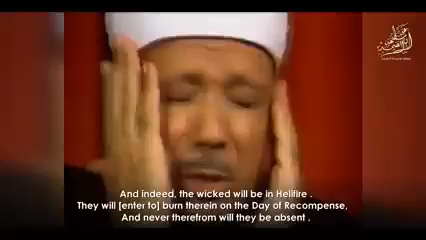 And indeed, the wicked will be in Hellfire .
They will [enter to] burn therein on the Day of Recompense,
And never therefrom will they be absent .